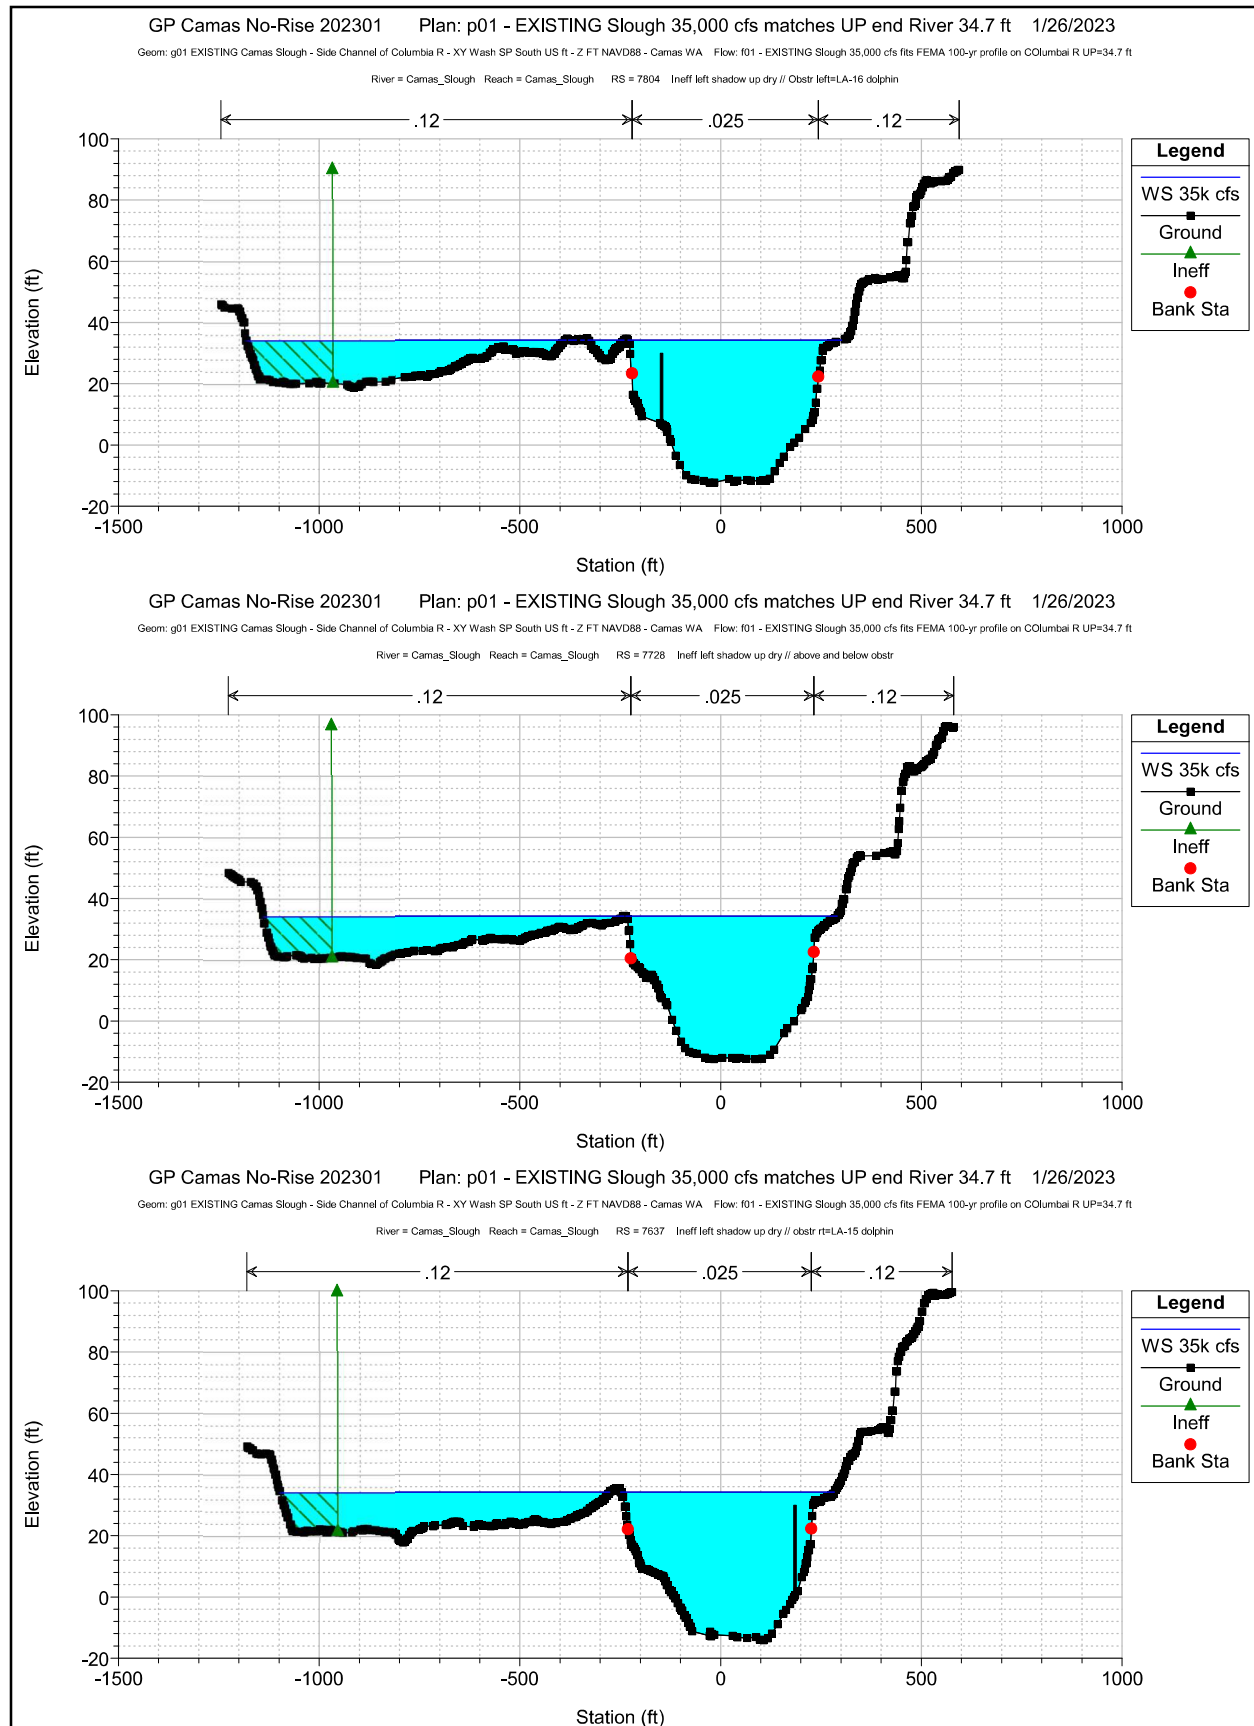 GP Camas No-Rise 202301 Plan: p01 - EXISTING Slough 35,000 cfs matches UP end River 34.7 ft 1/26/2023
Geom: g01 EXISTING Camas Slough - Side Channel of Columbia R - XY Wash SP South US ft - Z FT NAVD88 - Camas WA Flow: f01 - EXISTING Slough 35,000 cfs fits FEMA 100-yr profile on COlumbai R UP=34.7 ft
River = Camas_Slough Reach = Camas_Slough RS = 7804 Ineff left shadow up dry // Obstr left=LA-16 dolphin
.12 .025 .12
100
80
60
40
20
0
-20
Elevation (ft)
-1500 -1000 -500 0 500 1000
Station (ft)
Legend
WS 35k cfs
Ground
Ineff
Bank Sta
GP Camas No-Rise 202301 Plan: p01 - EXISTING Slough 35,000 cfs matches UP end River 34.7 ft 1/26/2023
Geom: g01 EXISTING Camas Slough - Side Channel of Columbia R - XY Wash SP South US ft - Z FT NAVD88 - Camas WA Flow: f01 - EXISTING Slough 35,000 cfs fits FEMA 100-yr profile on COlumbai R UP=34.7 ft
River = Camas_Slough Reach = Camas_Slough RS = 7728 Ineff left shadow up dry // above and below obstr
.12 .025 .12
100
80
60
40
20
0
-20
Elevation (ft)
-1500 -1000 -500 0 500 1000
Station (ft)
Legend
WS 35k cfs
Ground
Ineff
Bank Sta
GP Camas No-Rise 202301 Plan: p01 - EXISTING Slough 35,000 cfs matches UP end River 34.7 ft 1/26/2023
Geom: g01 EXISTING Camas Slough - Side Channel of Columbia R - XY Wash SP South US ft - Z FT NAVD88 - Camas WA Flow: f01 - EXISTING Slough 35,000 cfs fits FEMA 100-yr profile on COlumbai R UP=34.7 ft
River = Camas_Slough Reach = Camas_Slough RS = 7637 Ineff left shadow up dry // obstr rt=LA-15 dolphin
.12 .025 .12
100
80
60
40
20
0
-20
Elevation (ft)
-1500 -1000 -500 0 500 1000
Station (ft)
Legend
WS 35k cfs
Ground
Ineff
Bank Sta